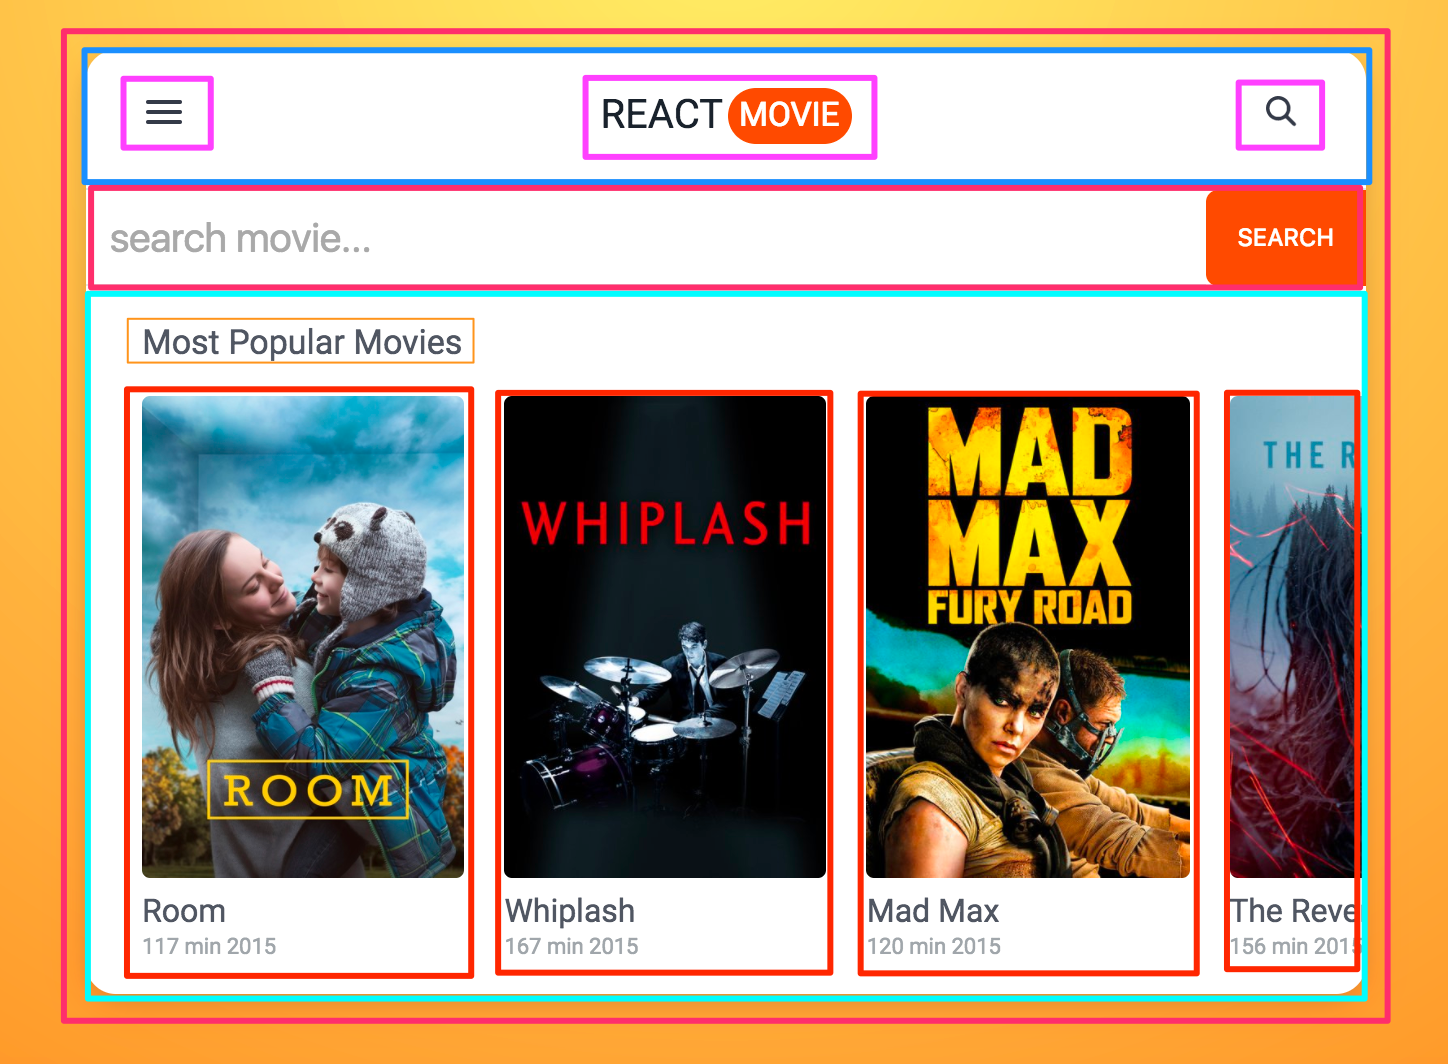 REACT MOVIE
search movie...
SEARCH
Most Popular Movies
ROOM
WHIPLASH
MAD
MAX
FURY ROAD
THE R
Room
117 min 2015
Whiplash
167 min 2015
Mad Max
120 min 2015
The Reve
156 min 2015